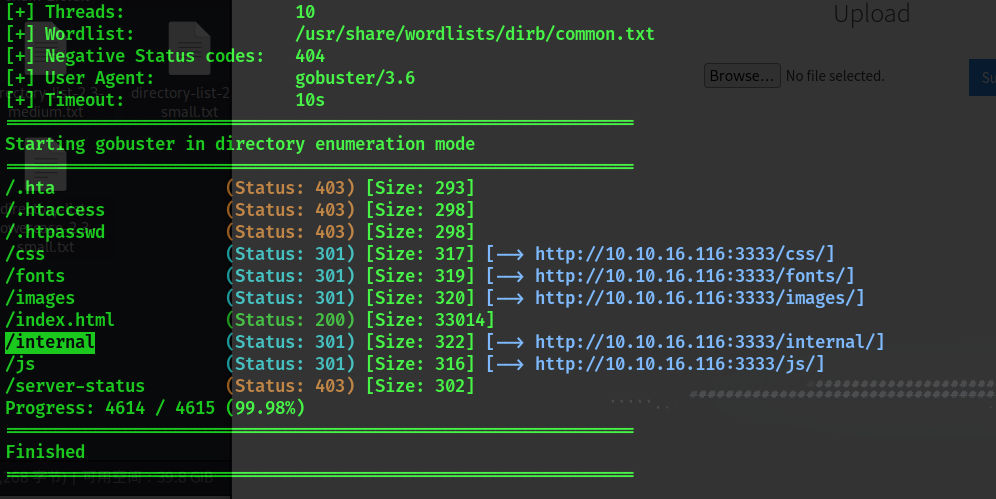 [+] Threads: 10
Upload
[+] Wordlist: /usr/share/wordlists/dirb/common.txt
[+] Negative Status codes: 404
[+] User Agent: gobuster/3.6
Browse... No file selected.
directory-list-2
[+] Timeout: 10s
medium.txt
small.txt
Starting gobuster in directory enumeration mode
/.hta (Status: 403) [Size: 293]
/.htaccess (Status: 403) [Size: 298]
/.htpasswd (Status: 403) [Size: 298]
small.txt
/css (Status: 301) [Size: 317] [--> http://10.10.16.116:3333/css/]
/fonts (Status: 301) [Size: 319] [--> http://10.10.16.116:3333/fonts/]
/images (Status: 301) [Size: 320] [--> http://10.10.16.116:3333/images/]
/index.html (Status: 200) [Size: 33014]
/internal (Status: 301) [Size: 322] [--> http://10.10.16.116:3333/internal/]
/js (Status: 301) [Size: 316] [--> http://10.10.16.116:3333/js/]
/server-status (Status: 403) [Size: 302]
Progress: 4614 / 4615 (99.98%)
Finished